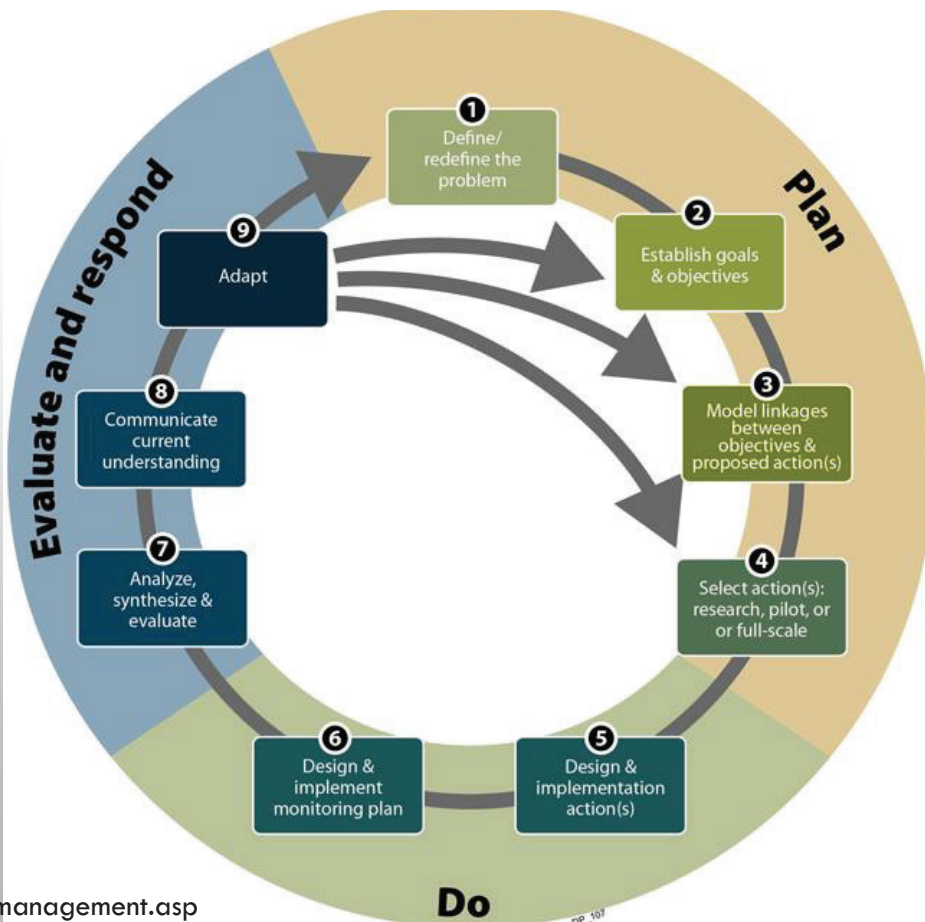 1
Define/
redefine the
problem
2
Establish goals
& objectives
3
Model linkages
between
objectives &
proposed action(s)
4
Select action(s):
research, pilot, or
or full-scale
5
Design &
implementation
action(s)
6
Design &
implement
monitoring plan
7
Analyze,
synthesize &
evaluate
8
Communicate
current
understanding
9
Adapt
Plan
Do
Evaluate and respond
management.asp
DP_107